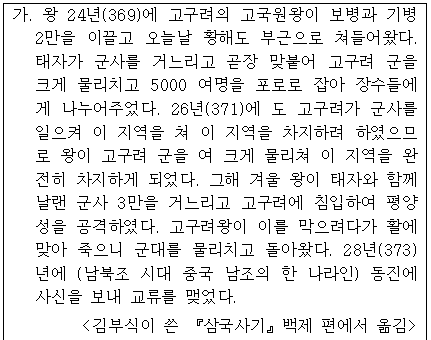 가. 왕 24년(369)에 고구려의 고국원왕이 보병과 기병
2만을 이끌고 오늘날 황해도 부근으로 쳐들어왔다.
태자가 군사를 거느리고 곧장 맞붙어 고구려 군을
크게 물리치고 5000 여명을 포로로 잡아 장수들에
게 나누어주었다. 26년(371)에 도 고구려가 군사를
일으켜 이 지역을 쳐 이 지역을 차지하려 하였으므
로 왕이 고구려 군을 여 크게 물리쳐 이 지역을 완
전히 차지하게 되었다. 그해 겨울 왕이 태자와 함께
날랜 군사 3만을 거느리고 고구려에 침입하여 평양
성을 공격하였다. 고구려왕이 이를 막으려다가 활에
맞아 죽으니 군대를 물리치고 돌아왔다. 28년(373)
년에 (남북조 시대 중국 남조의 한 나라인) 동진에
사신을 보내 교류를 맺었다.
<김부식이 쓴 『삼국사기』백제 편에서 옮김>